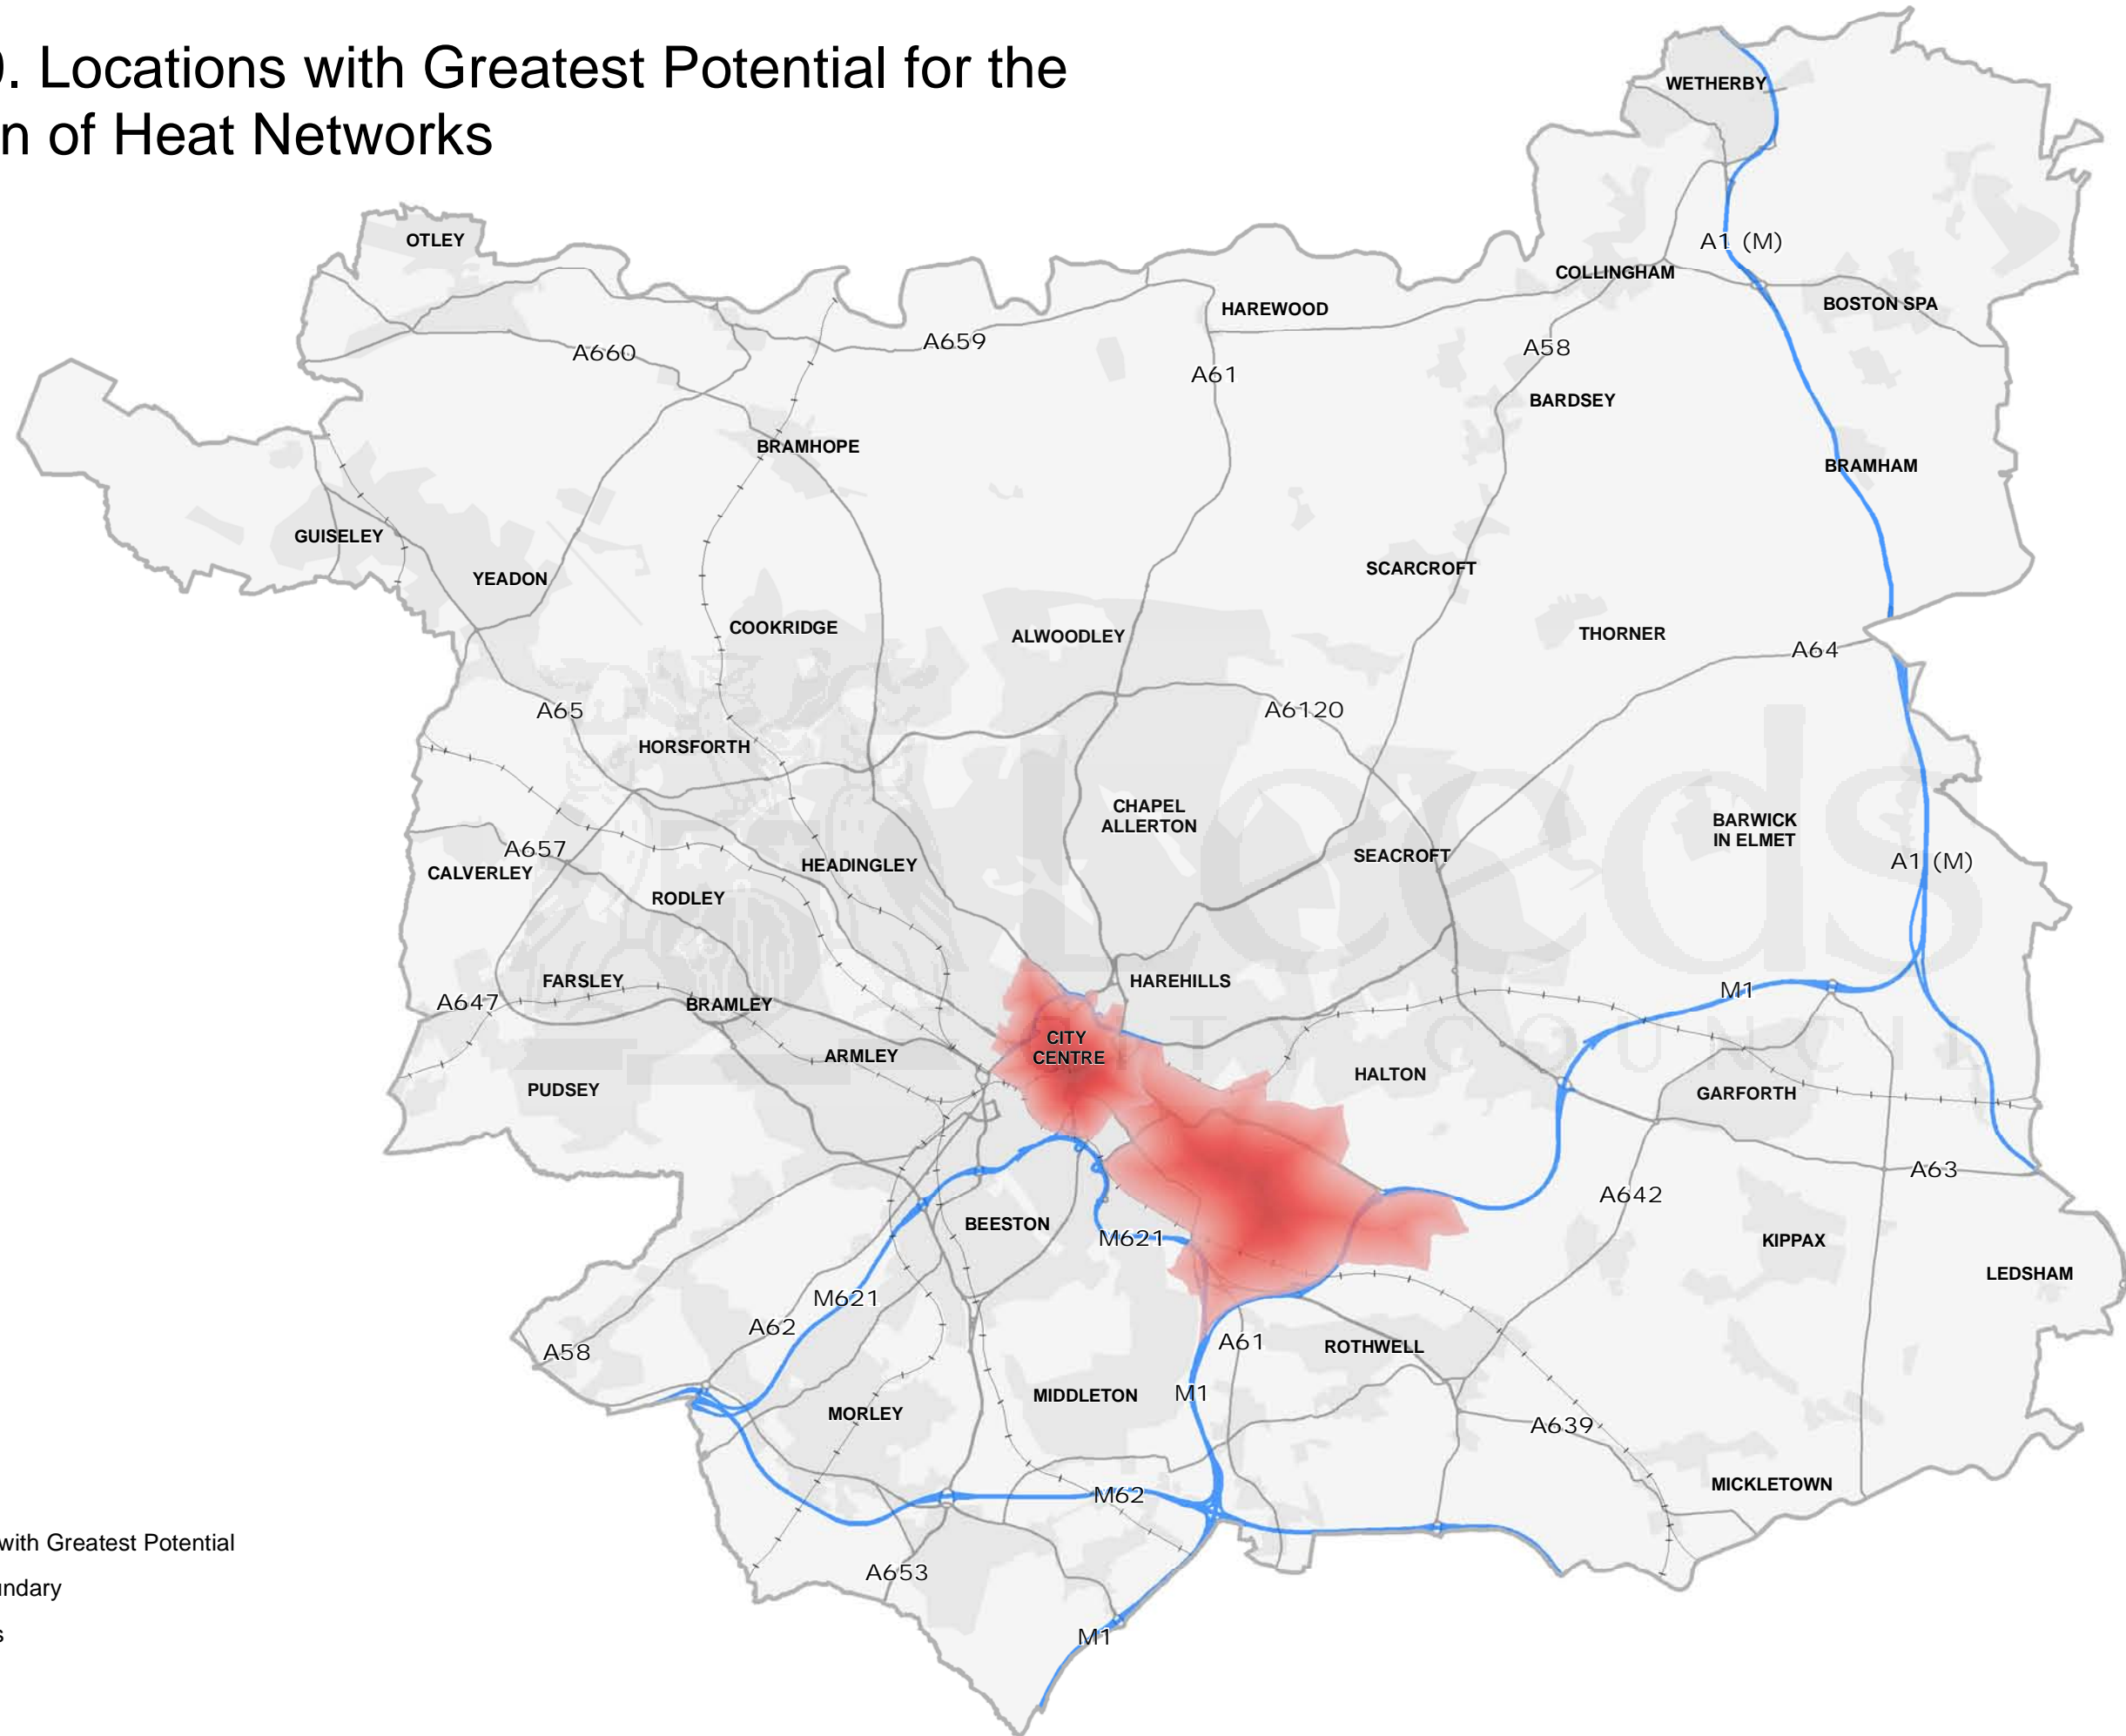 . Locations with Greatest Potential for the
n of Heat Networks
WETHERBY
OTLEY
A1 (M)
COLLINGHAM
BOSTON SPA
HAREWOOD
A659
A58
A660
A61
BARDSEY
BRAMHOPE
BRAMHAM
GUISELEY
SCARCROFT
YEADON
COOKRIDGE
ALWOODLEY
THORNER
A64
A65
A6120
HORSFORTH
Leeds
CHAPEL
ALLERTON
BARWICK
IN ELMET
A657
SEACROFT
A1 (M)
HEADINGLEY
CALVERLEY
RODLEY
FARSLEY
HAREHILLS
M1
A647
BRAMLEY
CITY COUNCIL
CITY
CENTRE
ARMLEY
HALTON
PUDSEY
GARFORTH
A63
A642
BEESTON
M621
KIPPAX
LEDSHAM
M621
A62
A61
ROTHWELL
A58
M1
MIDDLETON
MORLEY
A639
MICKLETOWN
M62
with Greatest Potential
A653
undary
s
M1